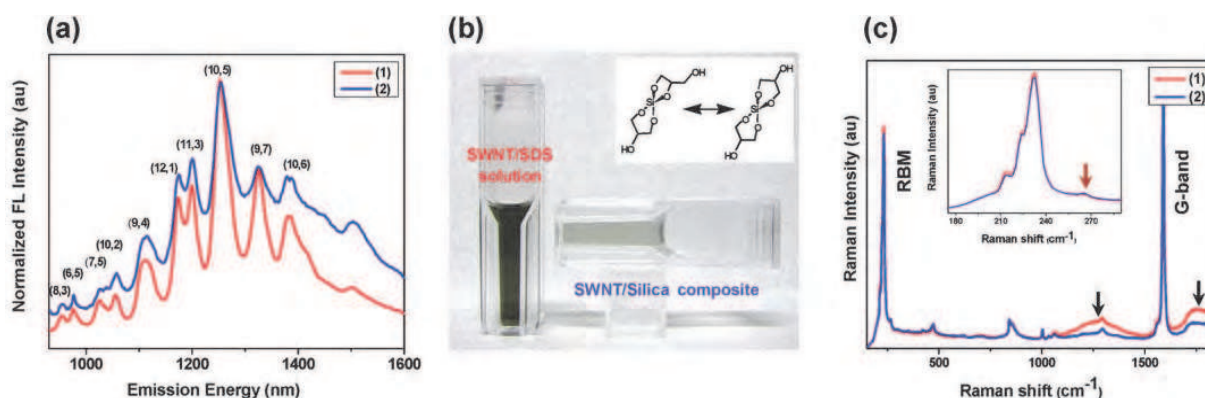 (a)
Normalized FL Intensity (au)
(1)
(2)
(8,3)
(6,5)
(7,5)
(10,2)
(9,4)
(12,1)
(11,3)
(10,5)
(9,7)
(10,6)
1000 1200 1400 1600
Emission Energy (nm)
(b)
OH
O
O
Si
O
O
HO
OH
O
O
Si
O
O
HO
SWNT/SDS
solution
SWNT/Silica composite
(c)
Raman Intensity (au)
(1)
(2)
RBM
G-band
Raman Intensity (au)
180 210 240 270
Raman shift (cm⁻¹)
500 1000 1500
Raman shift (cm⁻¹)